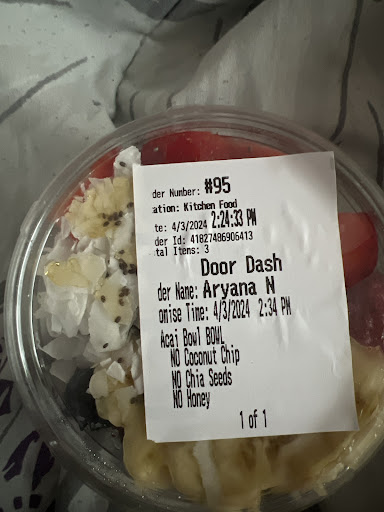 der Number: #95
ation: Kitchen Food
te: 4/3/2024 2:24:33 PM
der Id: 41827486906413
tal Itens: 3
Door Dash
der Name: Aryana N
omise Time: 4/3/2024 2:34 PM
Acai Bowl BOWL
NO Coconut Chip
NO Chia Seeds
NO Honey
1 of 1